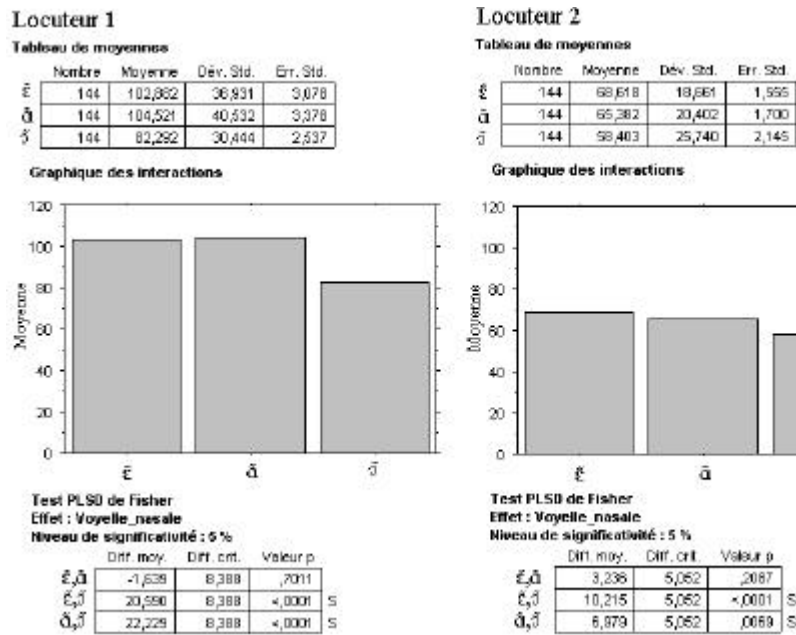 Locuteur 1
Tableau de moyennes
Nombre Moyenne Dév. Std. Err. Std.
ɛ̃ 144 102,882 36,931 3,078
ɑ̃ 144 104,521 40,532 3,378
ɔ̃ 144 82,292 30,444 2,537
Graphique des interactions
Moyenne
120
100
80
60
40
20
0
ɛ̃ ɑ̃ ɔ̃
Test PLSD de Fisher
Effet : Voyelle_nasale
Niveau de significativité : 5 %
Diff. moy. Diff. crit. Valeur p
ɛ̃,ɑ̃ -1,639 8,388 ,7011
ɛ̃,ɔ̃ 20,590 8,388 <,0001 S
ɑ̃,ɔ̃ 22,229 8,388 <,0001 S
Locuteur 2
Tableau de moyennes
Nombre Moyenne Dév. Std. Err. Std.
ɛ̃ 144 68,618 18,661 1,555
ɑ̃ 144 65,382 20,402 1,700
ɔ̃ 144 58,403 25,740 2,145
Graphique des interactions
Moyenne
120
100
80
60
40
20
0
ɛ̃ ɑ̃
Test PLSD de Fisher
Effet : Voyelle_nasale
Niveau de significativité : 5 %
Diff. moy. Diff. crit. Valeur p
ɛ̃,ɑ̃ 3,236 5,052 ,2087
ɛ̃,ɔ̃ 10,215 5,052 <,0001 S
ɑ̃,ɔ̃ 6,979 5,052 ,0069 S